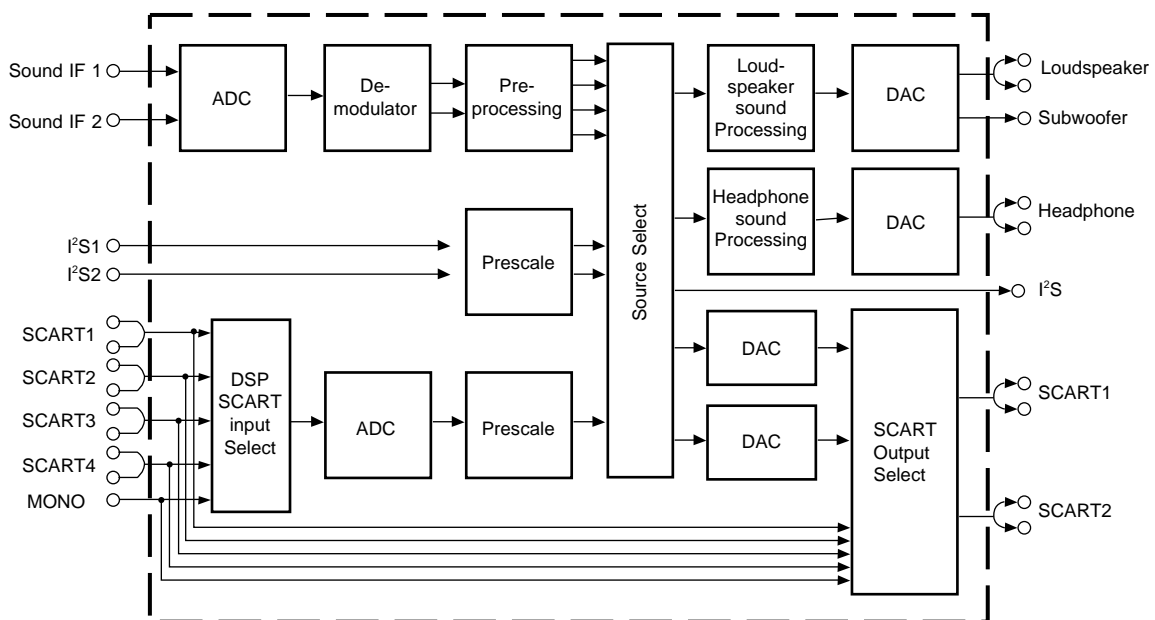 Sound IF 1
Sound IF 2
ADC
De-
modulator
Pre-
processing
Loud-
speaker
sound
Processing
DAC
Loudspeaker
Subwoofer
I²S1
I²S2
Prescale
Source Select
Headphone
sound
Processing
DAC
Headphone
I²S
SCART1
SCART2
SCART3
SCART4
MONO
DSP
SCART
input
Select
ADC
Prescale
DAC
DAC
SCART
Output
Select
SCART1
SCART2